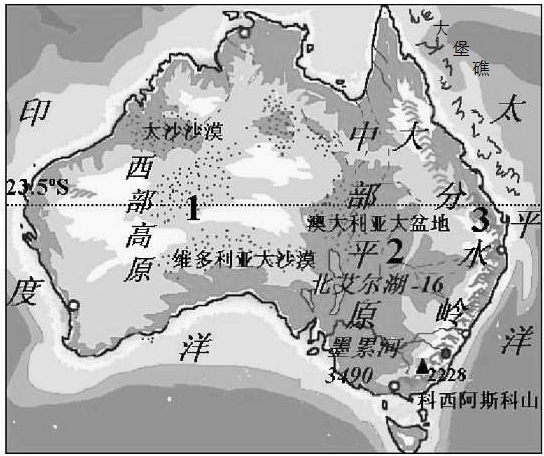 大堡礁
印度洋
太平洋
太沙沙漠
西部高原
中部平原
大分水岭
23.5°S
1
2
3
澳大利亚大盆地
维多利亚大沙漠
北艾尔湖 -16
墨累河
3490
2228
科西阿斯科山